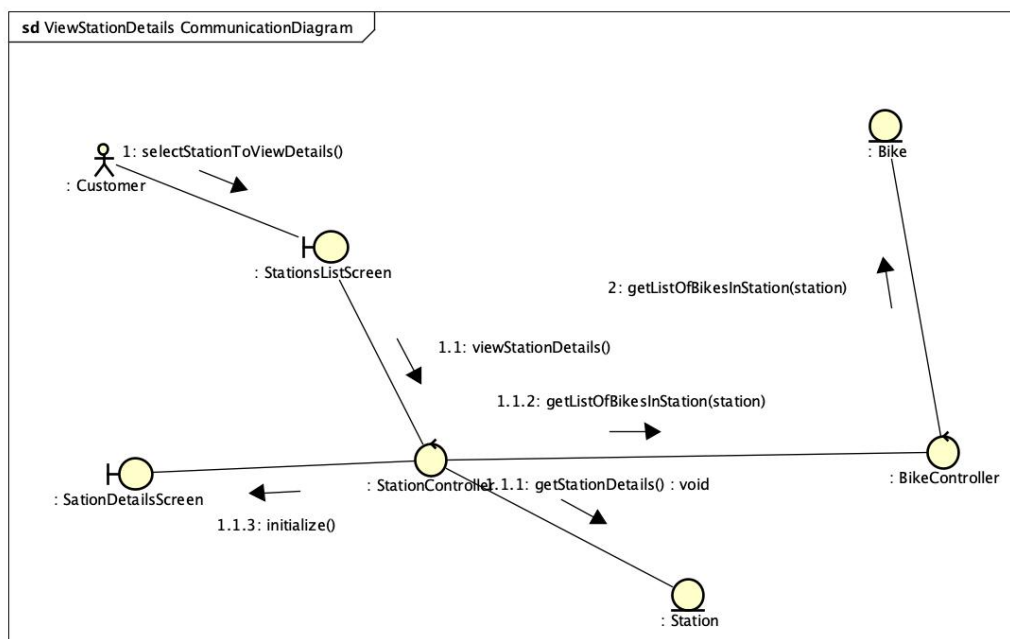 sd ViewStationDetails CommunicationDiagram
1: selectStationToViewDetails()
: Customer
: Bike
: StationsListScreen
2: getListOfBikesInStation(station)
1.1: viewStationDetails()
1.1.2: getListOfBikesInStation(station)
: StationController
1.1.1: getStationDetails() : void
: BikeController
: SationDetailsScreen
1.1.3: initialize()
: Station